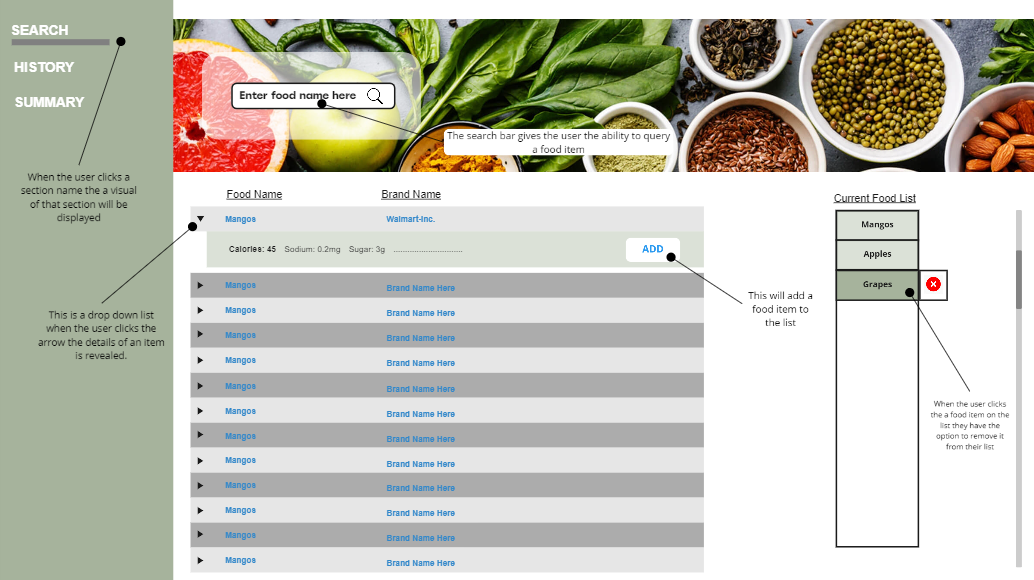 SEARCH
HISTORY
SUMMARY
When the user clicks a
section name the a visual
of that section will be
displayed
This is a drop down list
when the user clicks the
arrow the details of an item
is revealed.
Enter food name here
The search bar gives the user the ability to query
a food item
Food Name Brand Name
Mangos Walmart-Inc.
Calories: 45 Sodium: 0.2mg Sugar: 3g ................................ ADD
Mangos Brand Name Here
Mangos Brand Name Here
Mangos Brand Name Here
Mangos Brand Name Here
Mangos Brand Name Here
Mangos Brand Name Here
Mangos Brand Name Here
Mangos Brand Name Here
Mangos Brand Name Here
Mangos Brand Name Here
Mangos Brand Name Here
Mangos Brand Name Here
This will add a
food item to
the list
Current Food List
Mangos
Apples
Grapes
When the user clicks
the a food item on the
list they have the
option to remove it
from their list